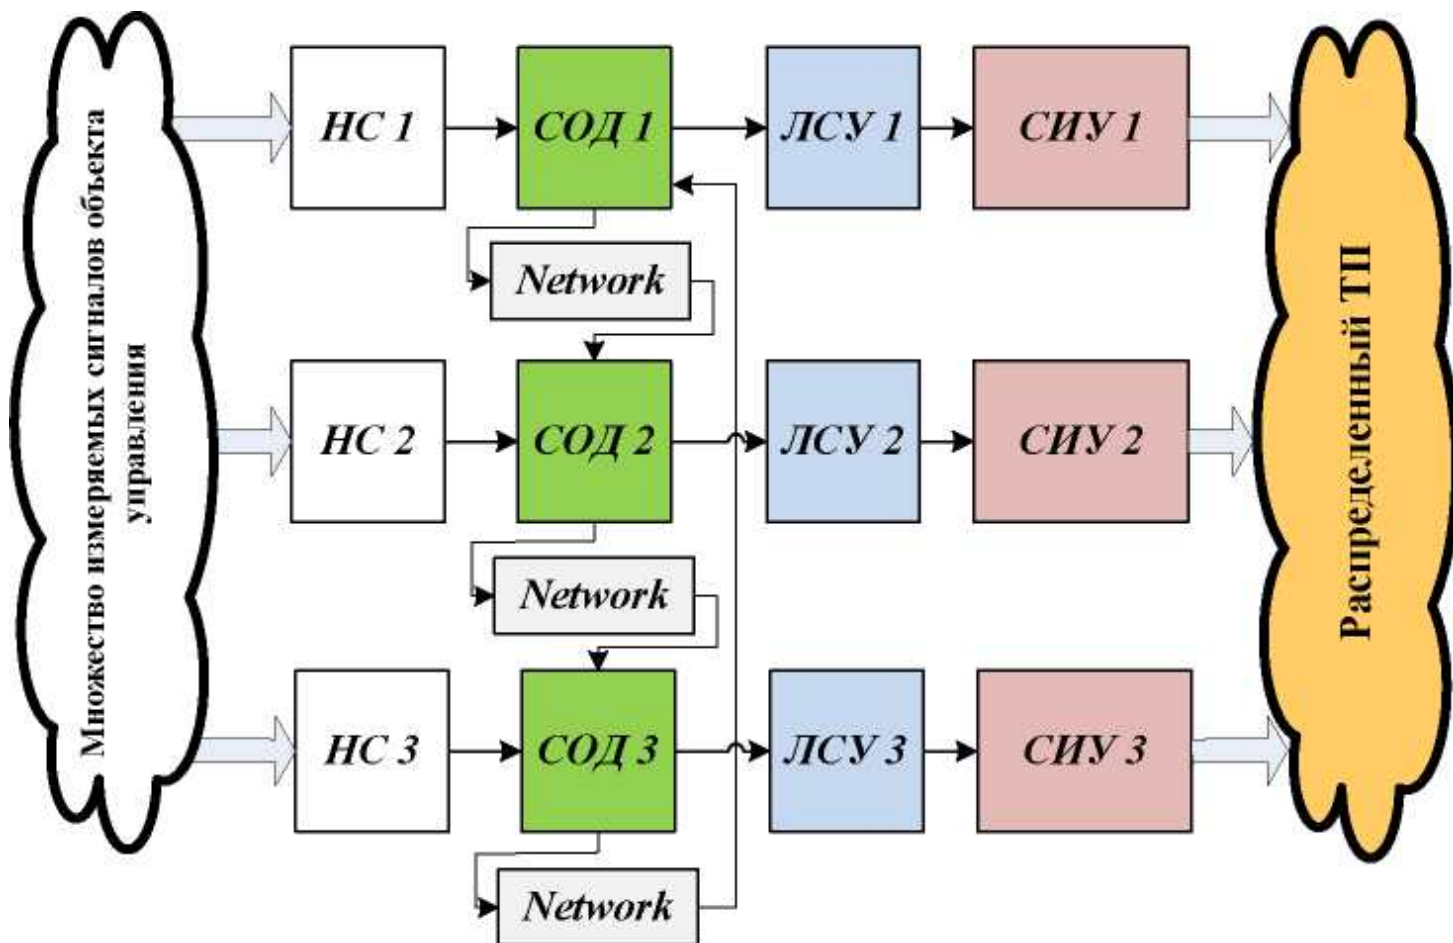 Множество измеряемых сигналов объекта
управления
НС 1
СОД 1
ЛСУ 1
СИУ 1
Network
НС 2
СОД 2
ЛСУ 2
СИУ 2
Network
НС 3
СОД 3
ЛСУ 3
СИУ 3
Network
Распределенный ТП